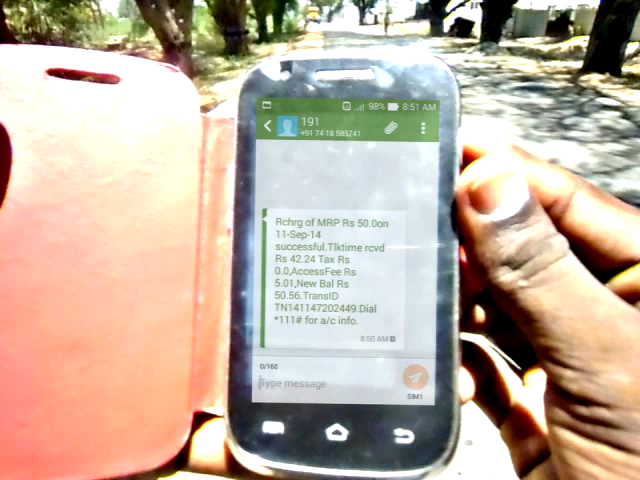 98% 8:51 AM
191
+91 74 18 585741
Rchrg of MRP Rs 50.0on
11-Sep-14
successful.Tlktime rcvd
Rs 42.24 Tax Rs
0.0,AccessFee Rs
5.01,New Bal Rs
50.56.TransID
TN141147202449.Dial
*111# for a/c info.
8:50 AM
0/160
Type message
SIM1